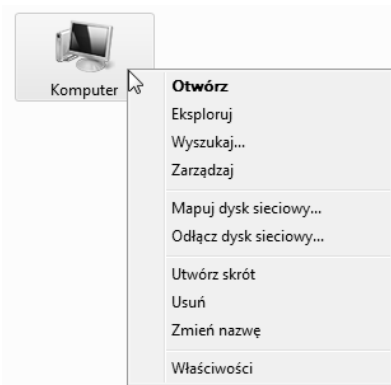 Komputer
Otwórz
Eksploruj
Wyszukaj...
Zarządzaj
Mapuj dysk sieciowy...
Odłącz dysk sieciowy...
Utwórz skrót
Usuń
Zmień nazwę
Właściwości